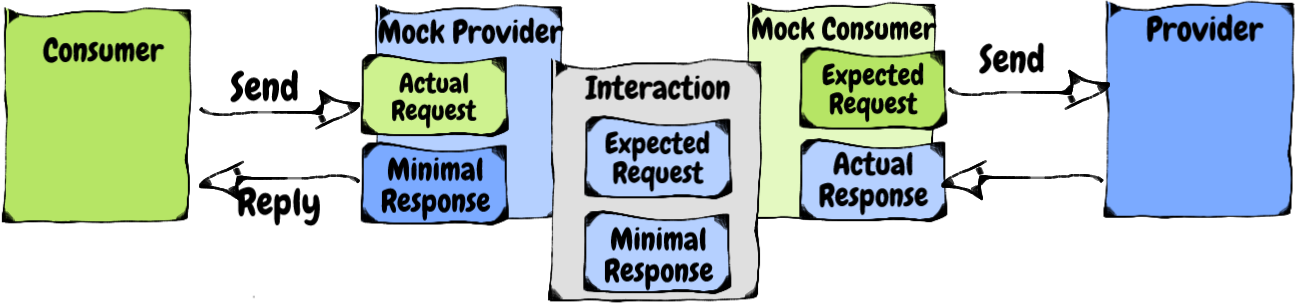 Consumer
Send
Reply
Mock Provider
Actual
Request
Minimal
Response
Interaction
Expected
Request
Minimal
Response
Mock Consumer
Expected
Request
Actual
Response
Send
Provider